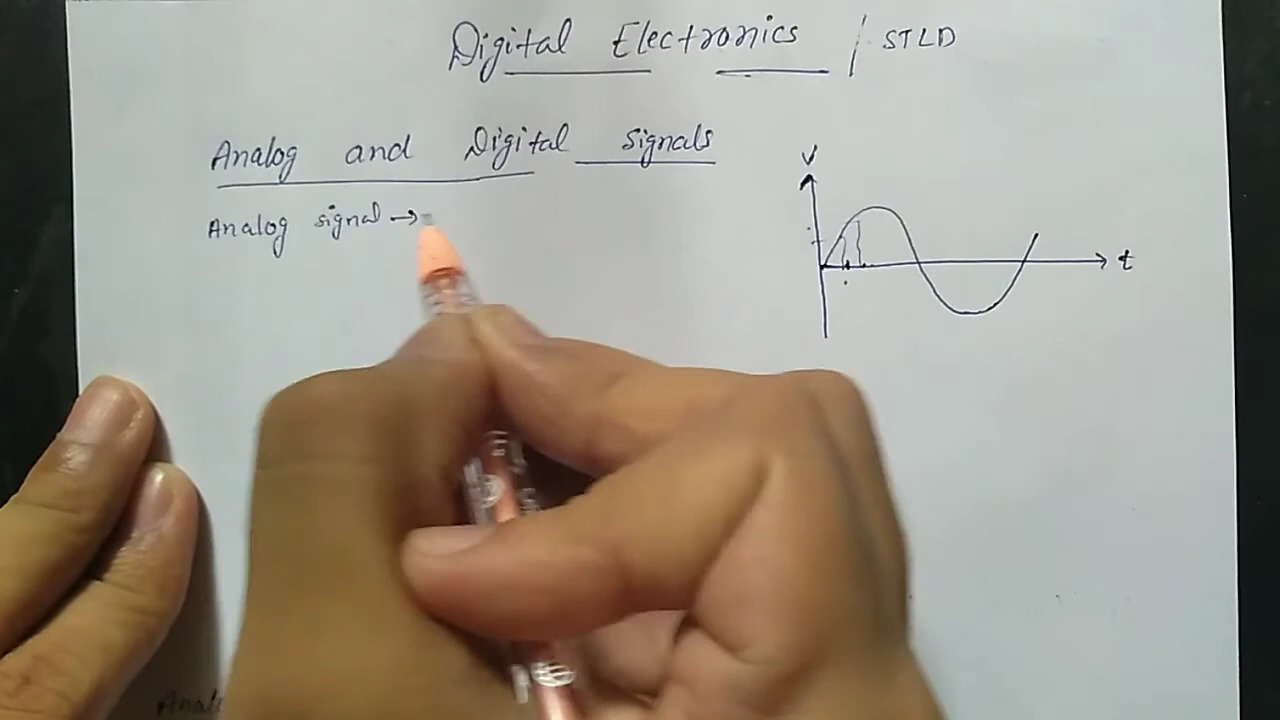 Digital Electronics / STLD
Analog and Digital Signals
Analog signal →
V
t